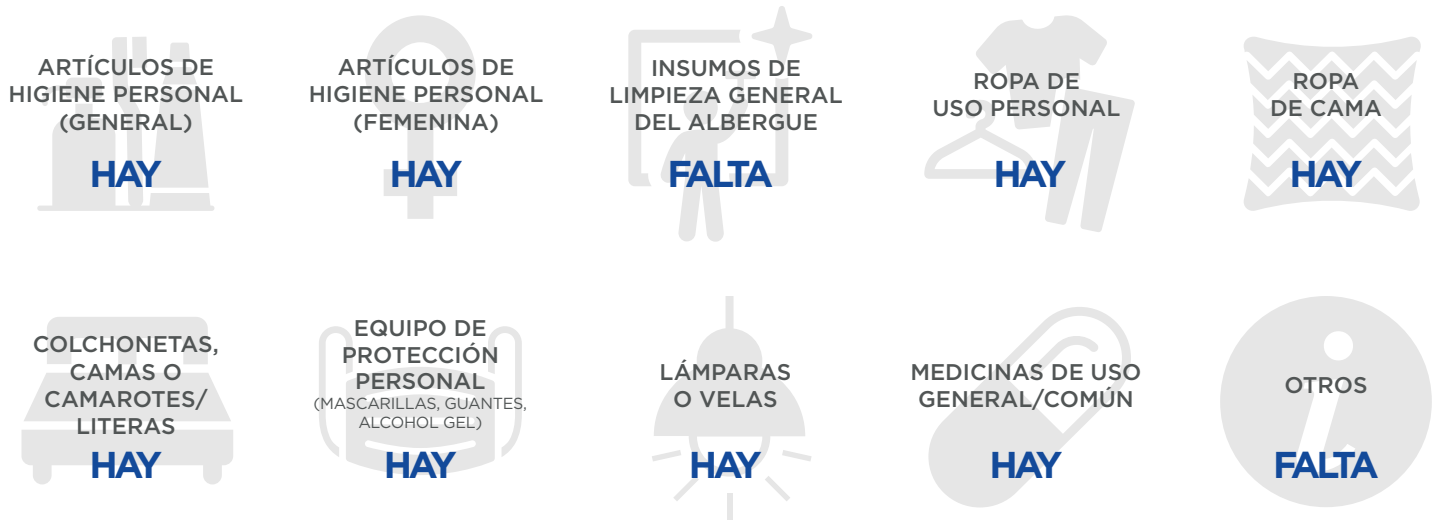 ARTÍCULOS DE
HIGIENE PERSONAL
(GENERAL)
HAY
ARTÍCULOS DE
HIGIENE PERSONAL
(FEMENINA)
HAY
INSUMOS DE
LIMPIEZA GENERAL
DEL ALBERGUE
FALTA
ROPA DE
USO PERSONAL
HAY
ROPA
DE CAMA
HAY
COLCHONETAS,
CAMAS O
CAMAROTES/
LITERAS
HAY
EQUIPO DE
PROTECCIÓN
PERSONAL
(MASCARILLAS, GUANTES,
ALCOHOL GEL)
HAY
LÁMPARAS
O VELAS
HAY
MEDICINAS DE USO
GENERAL/COMÚN
HAY
OTROS
FALTA